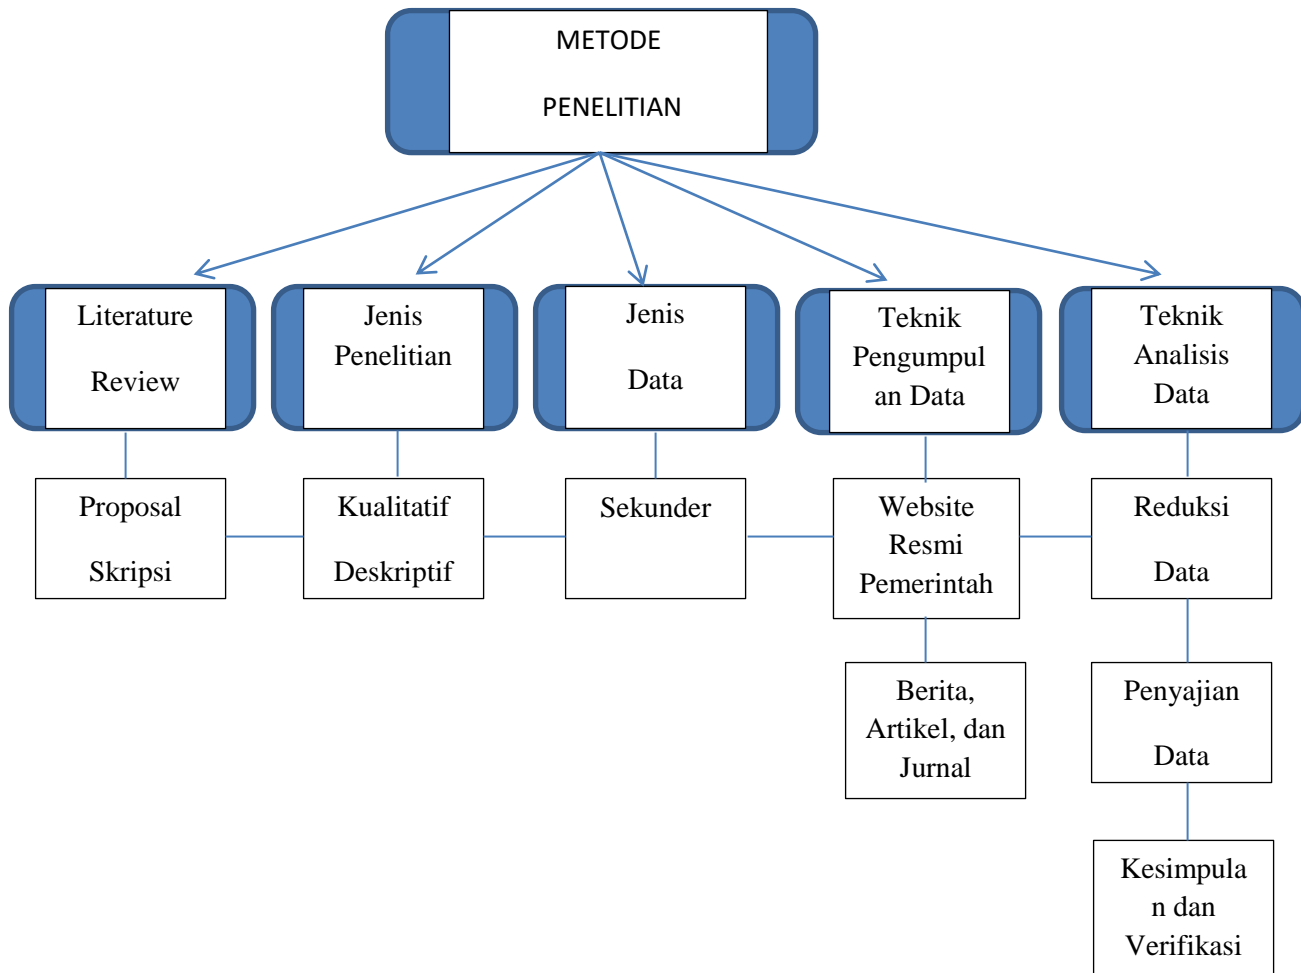 METODE
PENELITIAN
Literature
Review
Jenis
Penelitian
Jenis
Data
Teknik
Pengumpul
an Data
Teknik
Analisis
Data
Proposal
Skripsi
Kualitatif
Deskriptif
Sekunder
Website
Resmi
Pemerintah
Reduksi
Data
Berita,
Artikel, dan
Jurnal
Penyajian
Data
Kesimpula
n dan
Verifikasi